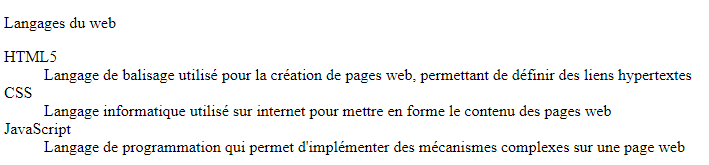 Langages du web
HTML5
Langage de balisage utilisé pour la création de pages web, permettant de définir des liens hypertextes
CSS
Langage informatique utilisé sur internet pour mettre en forme le contenu des pages web
JavaScript
Langage de programmation qui permet d'implémenter des mécanismes complexes sur une page web